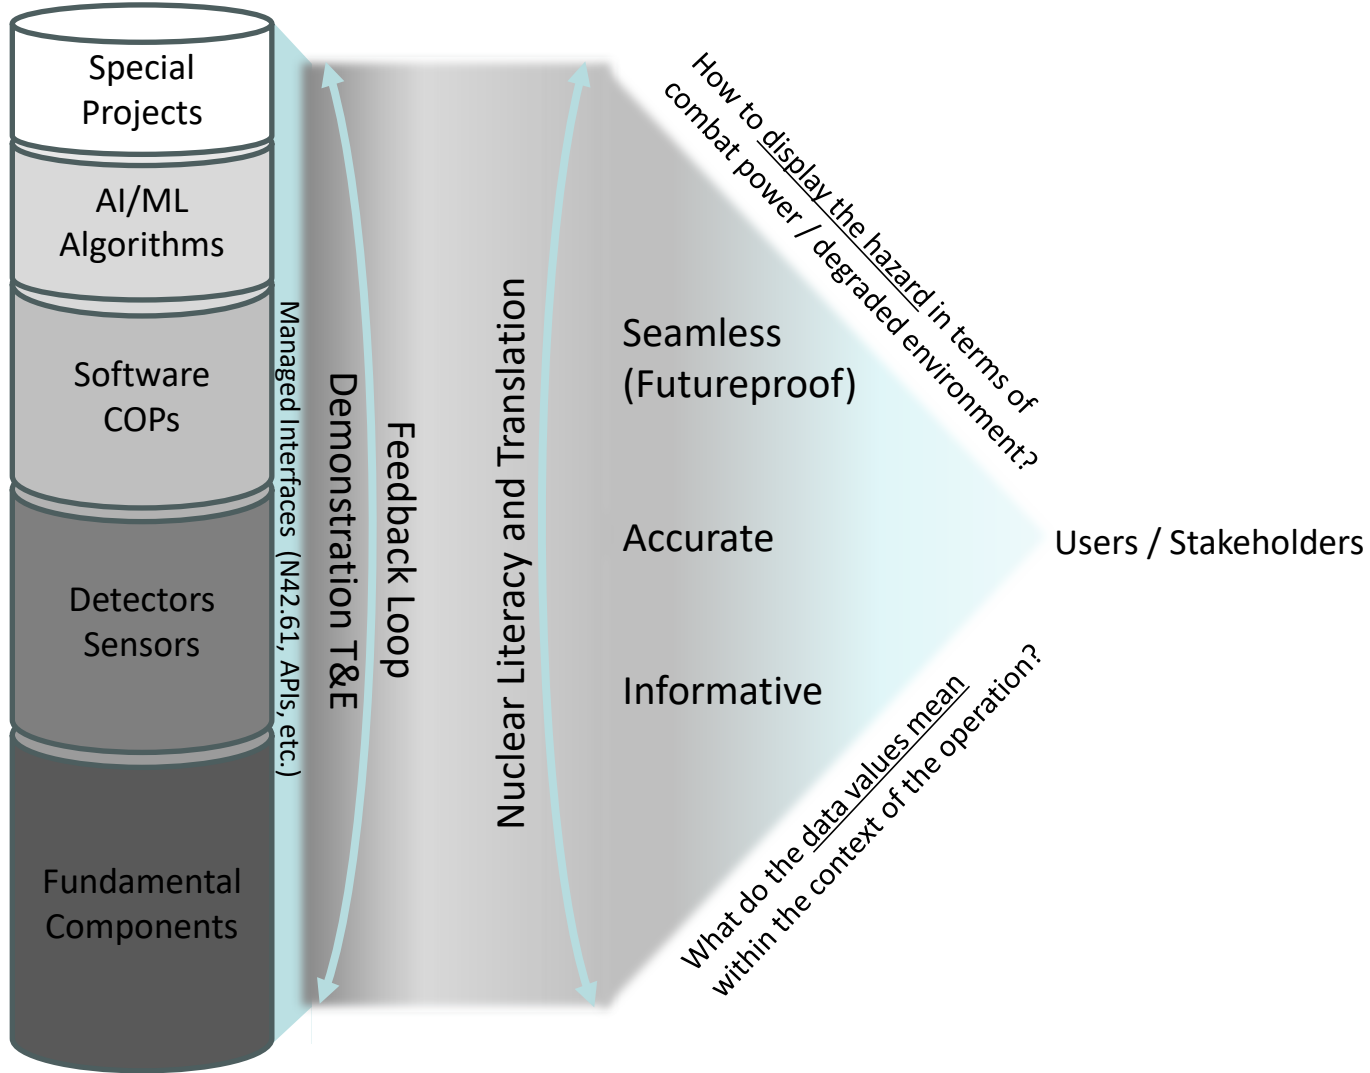 Special
Projects
AI/ML
Algorithms
Software
COPs
Detectors
Sensors
Fundamental
Components
Managed Interfaces (N42.61, APIs, etc.)
Demonstration T&E
Feedback Loop
Nuclear Literacy and Translation
Seamless
(Futureproof)
Accurate
Informative
How to display the hazard in terms of
combat power / degraded environment?
What do the data values mean
within the context of the operation?
Users / Stakeholders